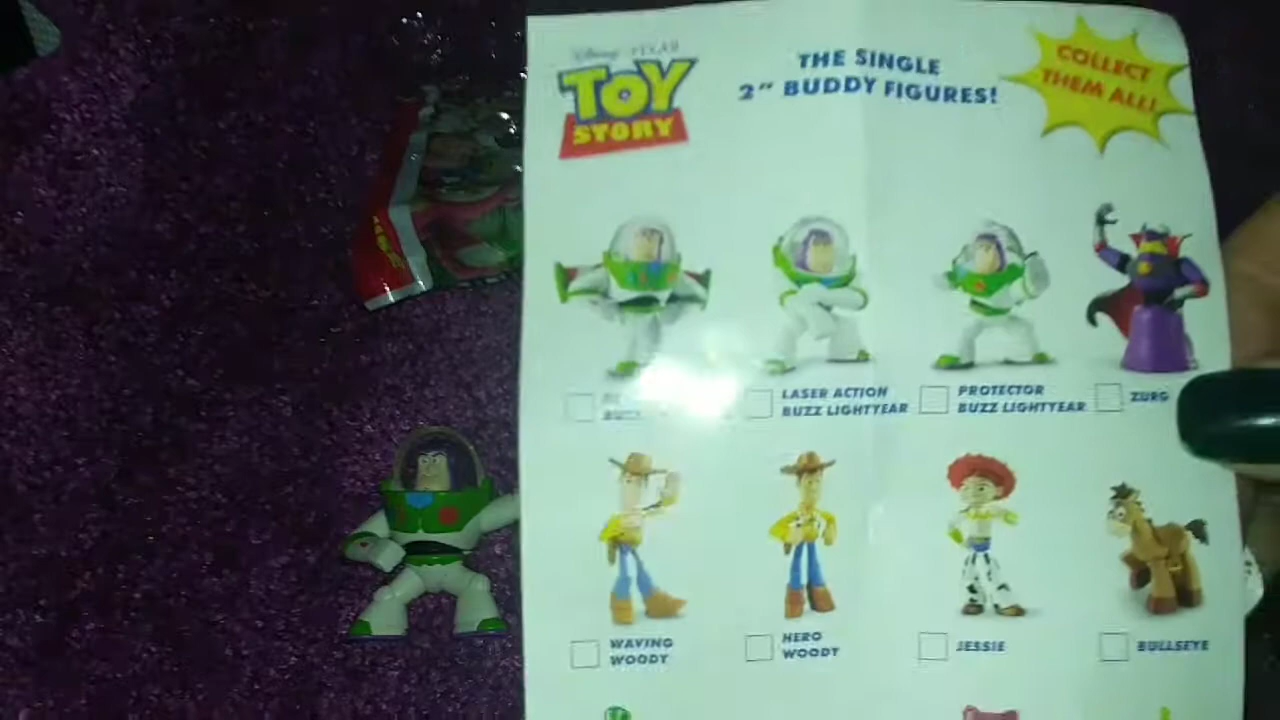 Disney · PIXAR
TOY
STORY
THE SINGLE
2" BUDDY FIGURES!
COLLECT
THEM ALL!
LASER ACTION
BUZZ LIGHTYEAR
PROTECTOR
BUZZ LIGHTYEAR
ZURG
WAVING
WOODY
HERO
WOODY
JESSIE
BULLSEYE